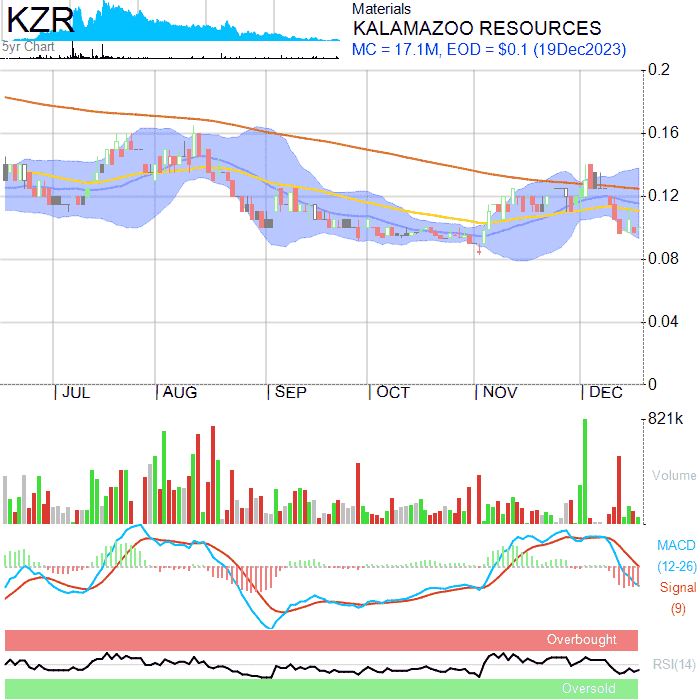 KZR
5yr Chart
Materials
KALAMAZOO RESOURCES
MC = 17.1M, EOD = $0.1 (19Dec2023)
0.2
0.16
0.12
0.08
0.04
0
JUL AUG SEP OCT NOV DEC
821k
Volume
MACD
(12-26)
Signal
(9)
Overbought
RSI(14)
Oversold